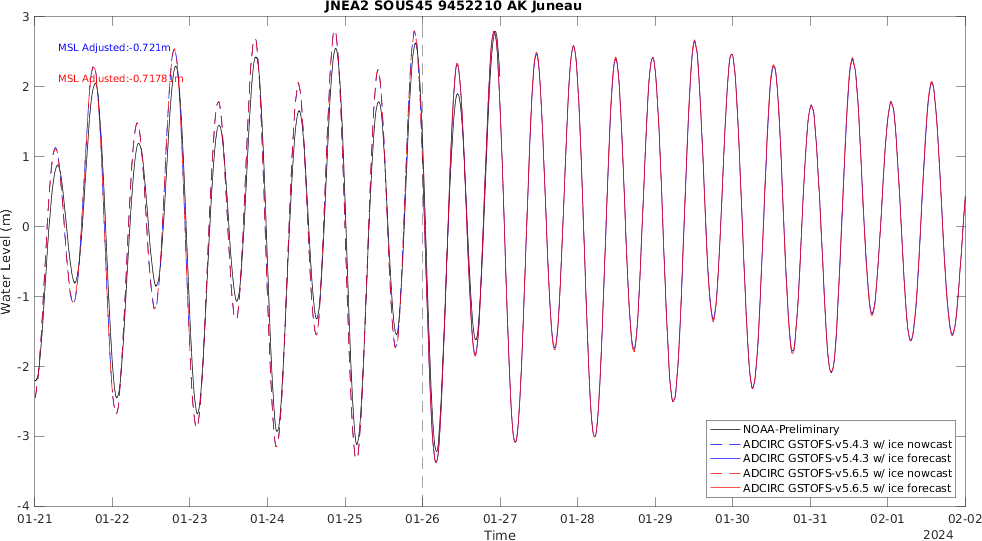 JNEA2 SOUS45 9452210 AK Juneau
3
MSL Adjusted:-0.721m
MSL Adjusted:-0.7178 m
2
1
0
-1
-2
-3
-4
Water Level (m)
NOAA-Preliminary
ADCIRC GSTOFS-v5.4.3 w/ ice nowcast
ADCIRC GSTOFS-v5.4.3 w/ ice forecast
ADCIRC GSTOFS-v5.6.5 w/ ice nowcast
ADCIRC GSTOFS-v5.6.5 w/ ice forecast
01-21 01-22 01-23 01-24 01-25 01-26 01-27 01-28 01-29 01-30 01-31 02-01 02-02
Time
2024